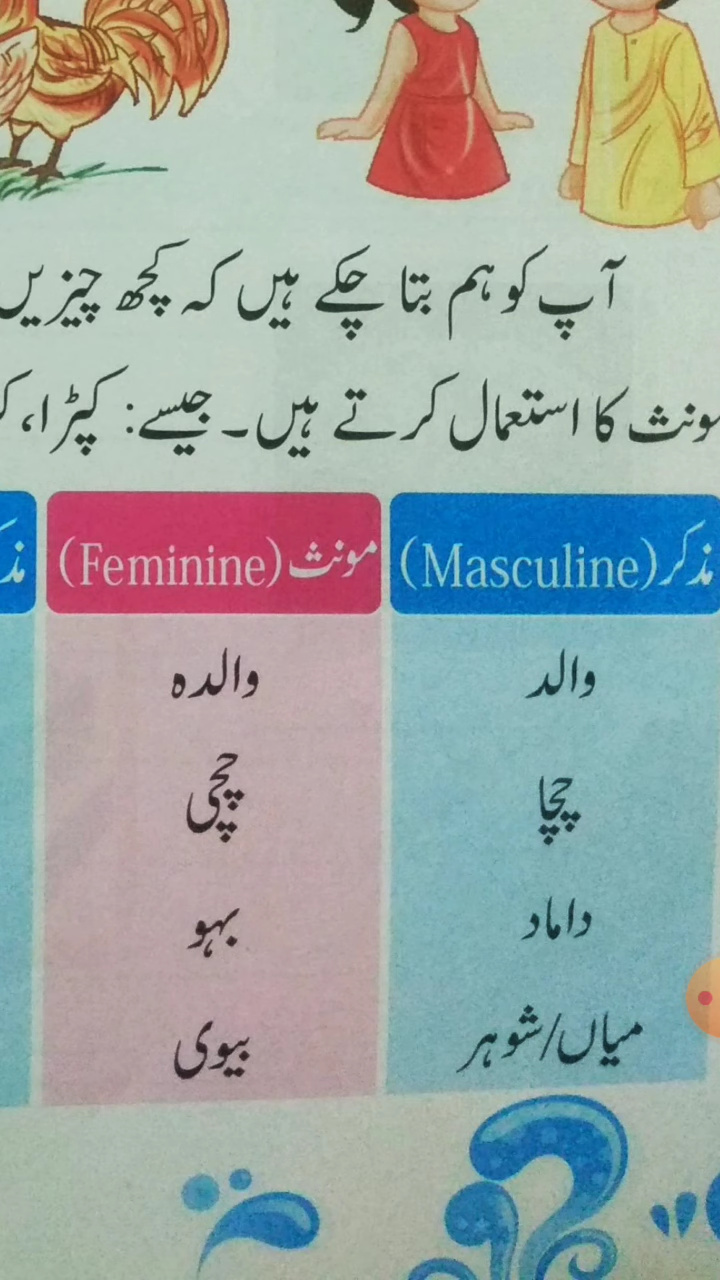 آپ کو ہم بتا چکے ہیں کہ کچھ چیزیں
مونث کا استعمال کرتے ہیں۔ جیسے: کپڑا،
مذکر (Masculine) مونث (Feminine)
والد والدہ
چچا چچی
داماد بہو
میاں/شوہر بیوی